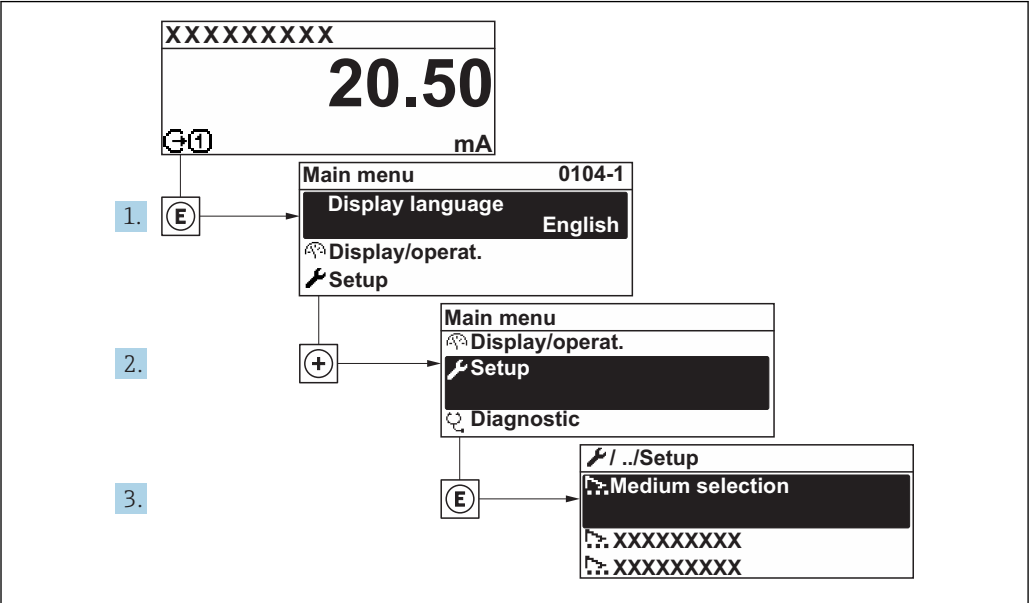 XXXXXXXXX
20.50
1
mA
Main menu 0104-1
Display language
English
Display/operat.
Setup
1.
E
Main menu
Display/operat.
Setup
Diagnostic
2.
+
/ ../Setup
Medium selection
XXXXXXXXX
XXXXXXXXX
3.
E